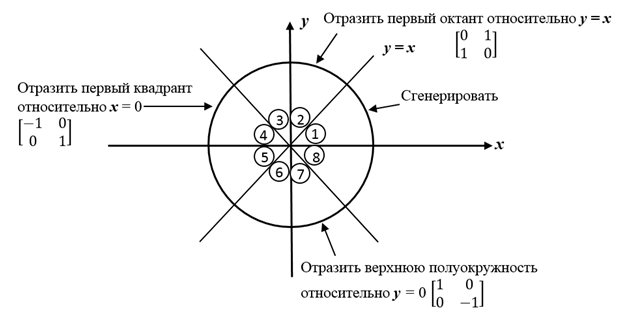 Отразить первый октант относительно y = x
y
y = x
[0 1
1 0]
Отразить первый квадрант
относительно x = 0
[−1 0
0 1]
Сгенерировать
3 2
4 1
x
5 8
6 7
Отразить верхнюю полуокружность
относительно y = 0 [1 0
0 −1]